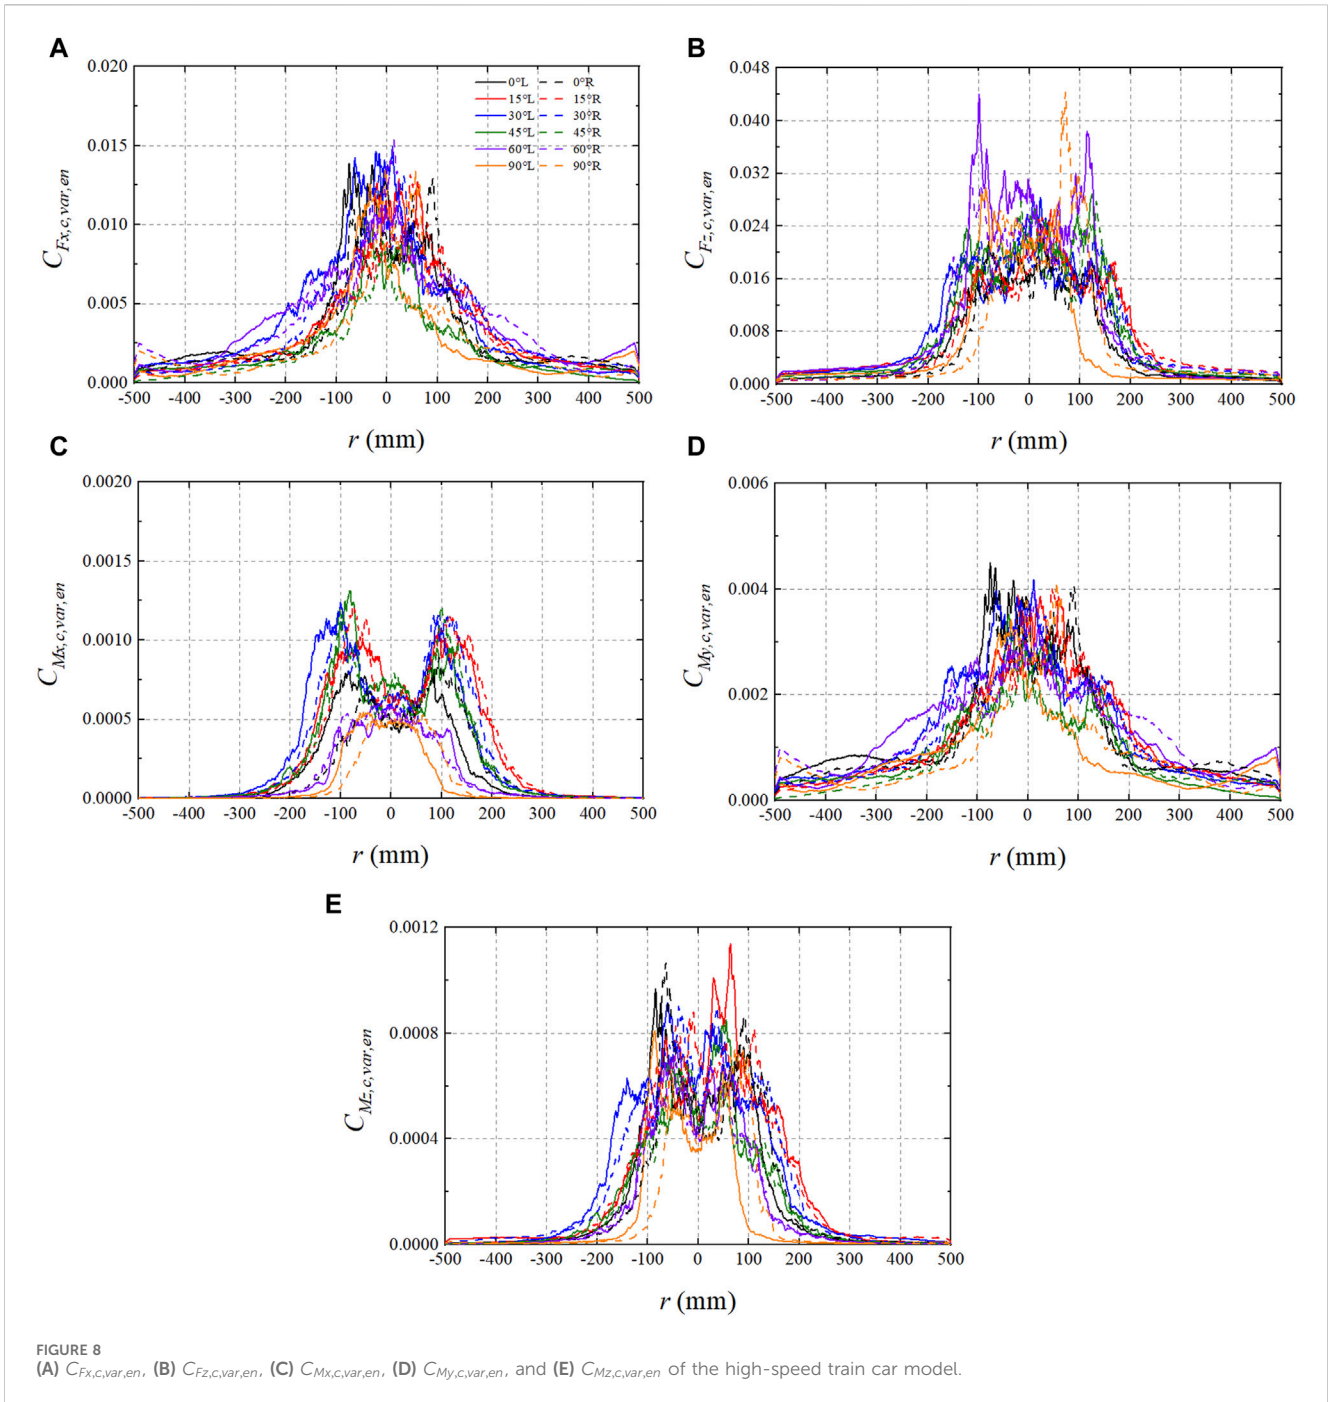 A
0.020
0.015
0.010
0.005
0.000
C_{Fx,c,var,en}
0°L 0°R
15°L 15°R
30°L 30°R
45°L 45°R
60°L 60°R
90°L 90°R
-500 -400 -300 -200 -100 0 100 200 300 400 500
r (mm)
B
0.048
0.040
0.032
0.024
0.016
0.008
0.000
C_{Fz,c,var,en}
-500 -400 -300 -200 -100 0 100 200 300 400 500
r (mm)
C
0.0020
0.0015
0.0010
0.0005
0.0000
C_{Mx,c,var,en}
-500 -400 -300 -200 -100 0 100 200 300 400 500
r (mm)
D
0.006
0.004
0.002
0.000
C_{My,c,var,en}
-500 -400 -300 -200 -100 0 100 200 300 400 500
r (mm)
E
0.0012
0.0008
0.0004
0.0000
C_{Mz,c,var,en}
-500 -400 -300 -200 -100 0 100 200 300 400 500
r (mm)
FIGURE 8
(A) C_{Fx,c,var,en}, (B) C_{Fz,c,var,en}, (C) C_{Mx,c,var,en}, (D) C_{My,c,var,en}, and (E) C_{Mz,c,var,en} of the high-speed train car model.